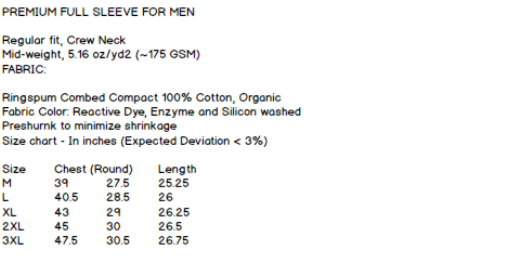 PREMIUM FULL SLEEVE FOR MEN
Regular fit, Crew Neck
Mid-weight, 5.16 oz/yd2 (~175 GSM)
FABRIC:
Ringspum Combed Compact 100% Cotton, Organic
Fabric Color: Reactive Dye, Enzyme and Silicon washed
Preshurnk to minimize shrinkage
Size chart - In inches (Expected Deviation < 3%)
Size Chest (Round) Length
M 39 27.5 25.25
L 40.5 28.5 26
XL 43 29 26.25
2XL 45 30 26.5
3XL 47.5 30.5 26.75